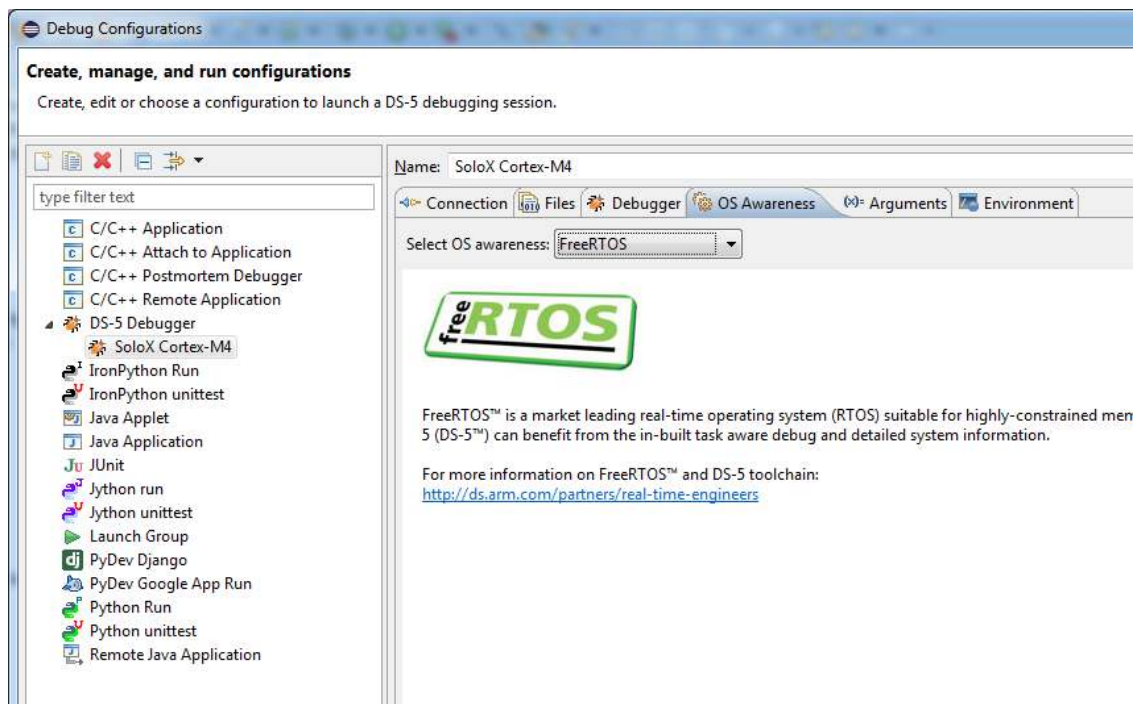 Debug Configurations
Create, manage, and run configurations
Create, edit or choose a configuration to launch a DS-5 debugging session.
type filter text
C/C++ Application
C/C++ Attach to Application
C/C++ Postmortem Debugger
C/C++ Remote Application
DS-5 Debugger
SoloX Cortex-M4
IronPython Run
IronPython unittest
Java Applet
Java Application
JUnit
Jython run
Jython unittest
Launch Group
PyDev Django
PyDev Google App Run
Python Run
Python unittest
Remote Java Application
Name: SoloX Cortex-M4
Connection Files Debugger OS Awareness Arguments Environment
Select OS awareness: FreeRTOS
free RTOS
FreeRTOS™ is a market leading real-time operating system (RTOS) suitable for highly-constrained mem
5 (DS-5™) can benefit from the in-built task aware debug and detailed system information.
For more information on FreeRTOS™ and DS-5 toolchain:
http://ds.arm.com/partners/real-time-engineers